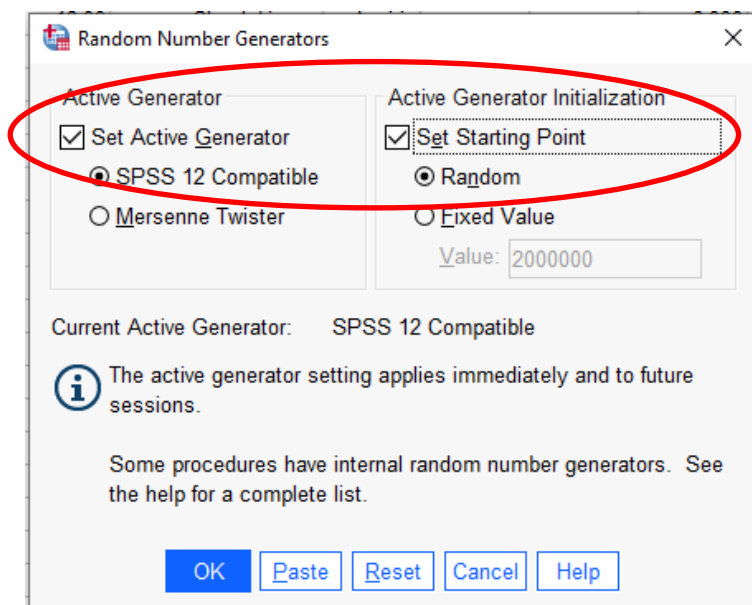 Random Number Generators
Active Generator
Set Active Generator
SPSS 12 Compatible
Mersenne Twister
Active Generator Initialization
Set Starting Point
Random
Fixed Value
Value: 2000000
Current Active Generator: SPSS 12 Compatible
The active generator setting applies immediately and to future
sessions.
Some procedures have internal random number generators. See
the help for a complete list.
OK Paste Reset Cancel Help